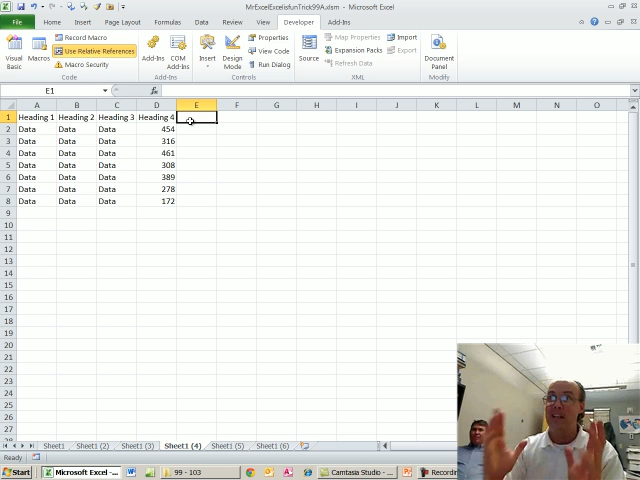 MrExcelExcelisfunTrick99A.xlsm - Microsoft Excel
File Home Insert Page Layout Formulas Data Review View Developer Add-Ins
Visual Basic Macros Record Macro Use Relative References Macro Security Add-Ins COM Add-Ins Insert Design Mode Properties View Code Run Dialog Source Map Properties Expansion Packs Refresh Data Import Export Document Panel
Code Add-Ins Controls XML Modify
E1 fx
A B C D E F G H I J K L M N O
1 Heading 1 Heading 2 Heading 3 Heading 4
2 Data Data Data 454
3 Data Data Data 316
4 Data Data Data 461
5 Data Data Data 308
6 Data Data Data 389
7 Data Data Data 278
8 Data Data Data 172
9
10
11
12
13
14
15
16
17
18
19
20
21
22
23
24
25
26
27
28
Sheet1 Sheet1 (2) Sheet1 (3) Sheet1 (4) Sheet1 (5) Sheet1 (6)
Ready
Start Microsoft Excel - ... 99 - 103 Camtasia Studio - ... Recording